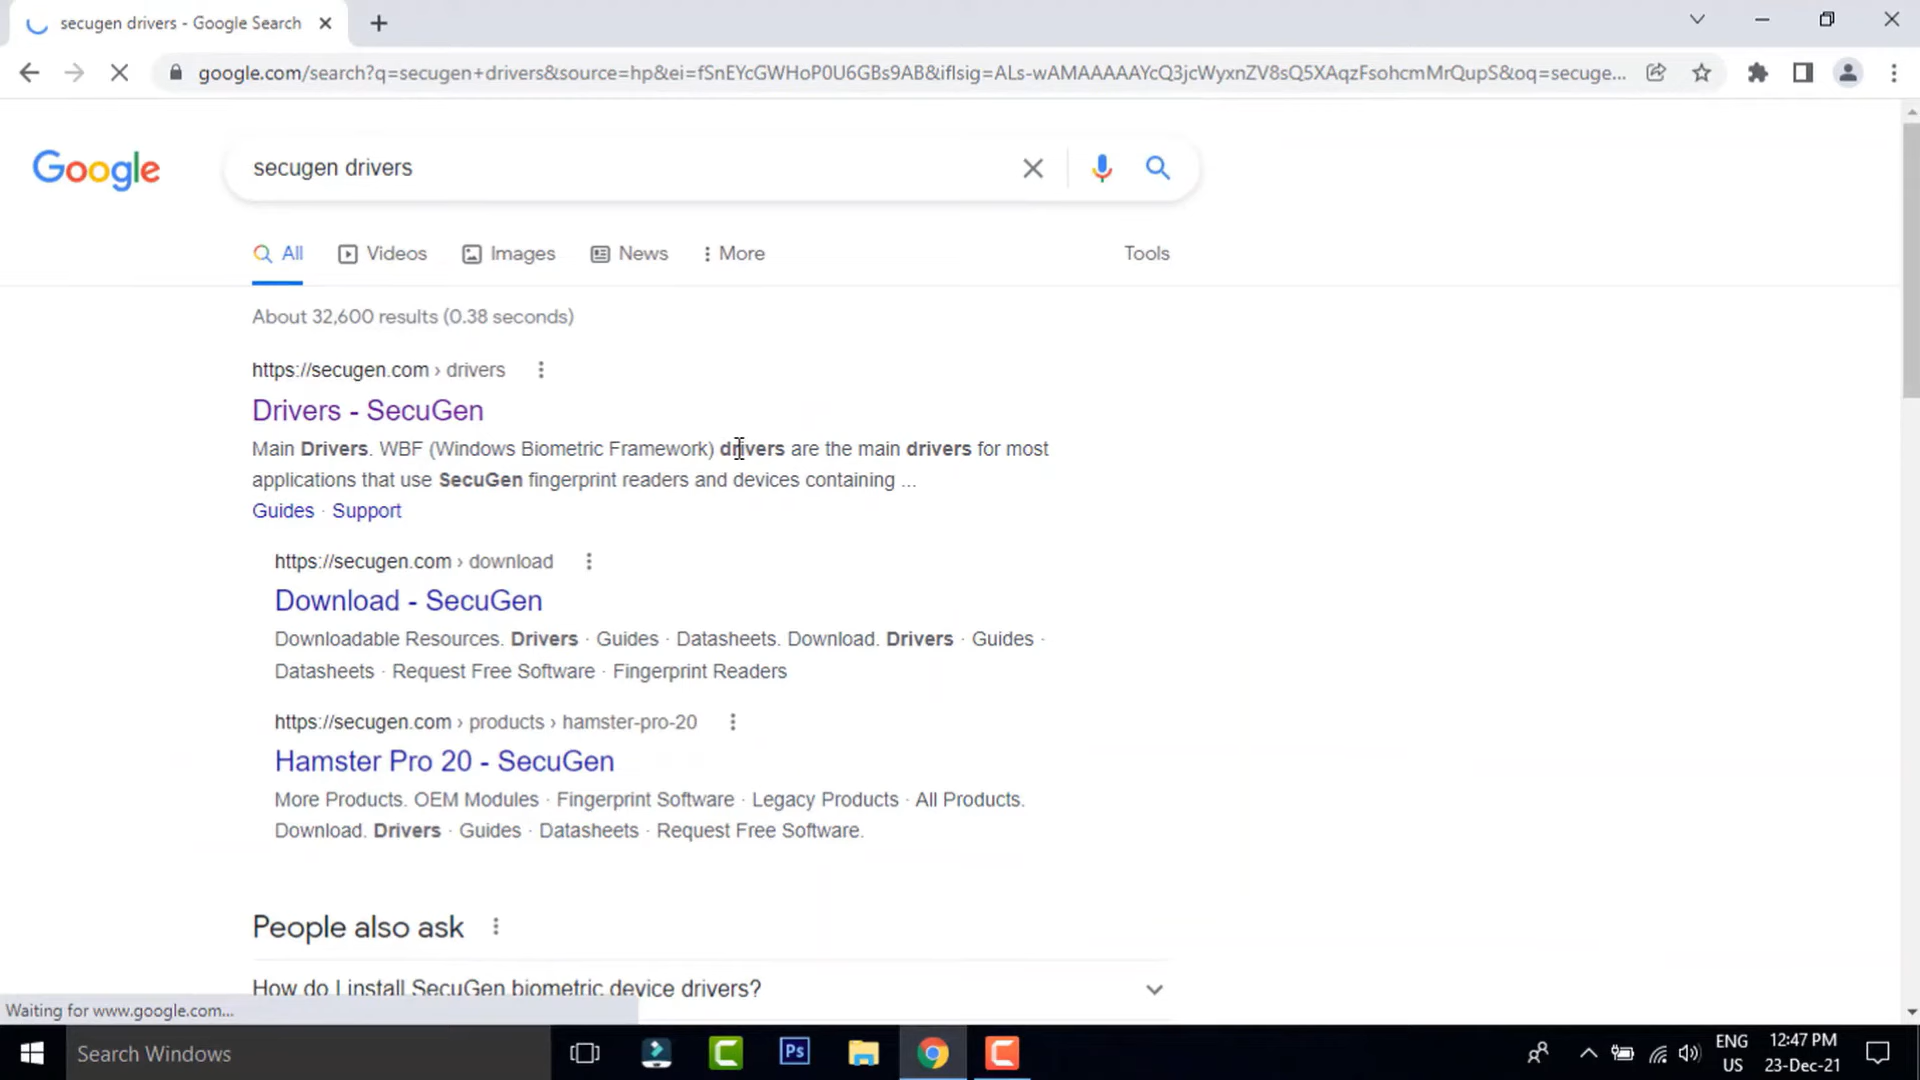 secugen drivers - Google Search
google.com/search?q=secugen+drivers&source=hp&ei=fSnEYcGWHoP0U6GBs9AB&iflsig=ALs-wAMAAAAAYcQ3jcWyxnZV8sQ5XAqzFsohcmMrQupS&oq=secuge...
Google
secugen drivers
All Videos Images News More Tools
About 32,600 results (0.38 seconds)
https://secugen.com › drivers
Drivers - SecuGen
Main Drivers. WBF (Windows Biometric Framework) drivers are the main drivers for most
applications that use SecuGen fingerprint readers and devices containing ...
Guides · Support
https://secugen.com › download
Download - SecuGen
Downloadable Resources. Drivers · Guides · Datasheets. Download. Drivers · Guides ·
Datasheets · Request Free Software · Fingerprint Readers
https://secugen.com › products › hamster-pro-20
Hamster Pro 20 - SecuGen
More Products. OEM Modules · Fingerprint Software · Legacy Products · All Products.
Download. Drivers · Guides · Datasheets · Request Free Software.
People also ask
How do I install SecuGen biometric device drivers?
Waiting for www.google.com...
Search Windows
Ps
ENG
US
12:47 PM
23-Dec-21